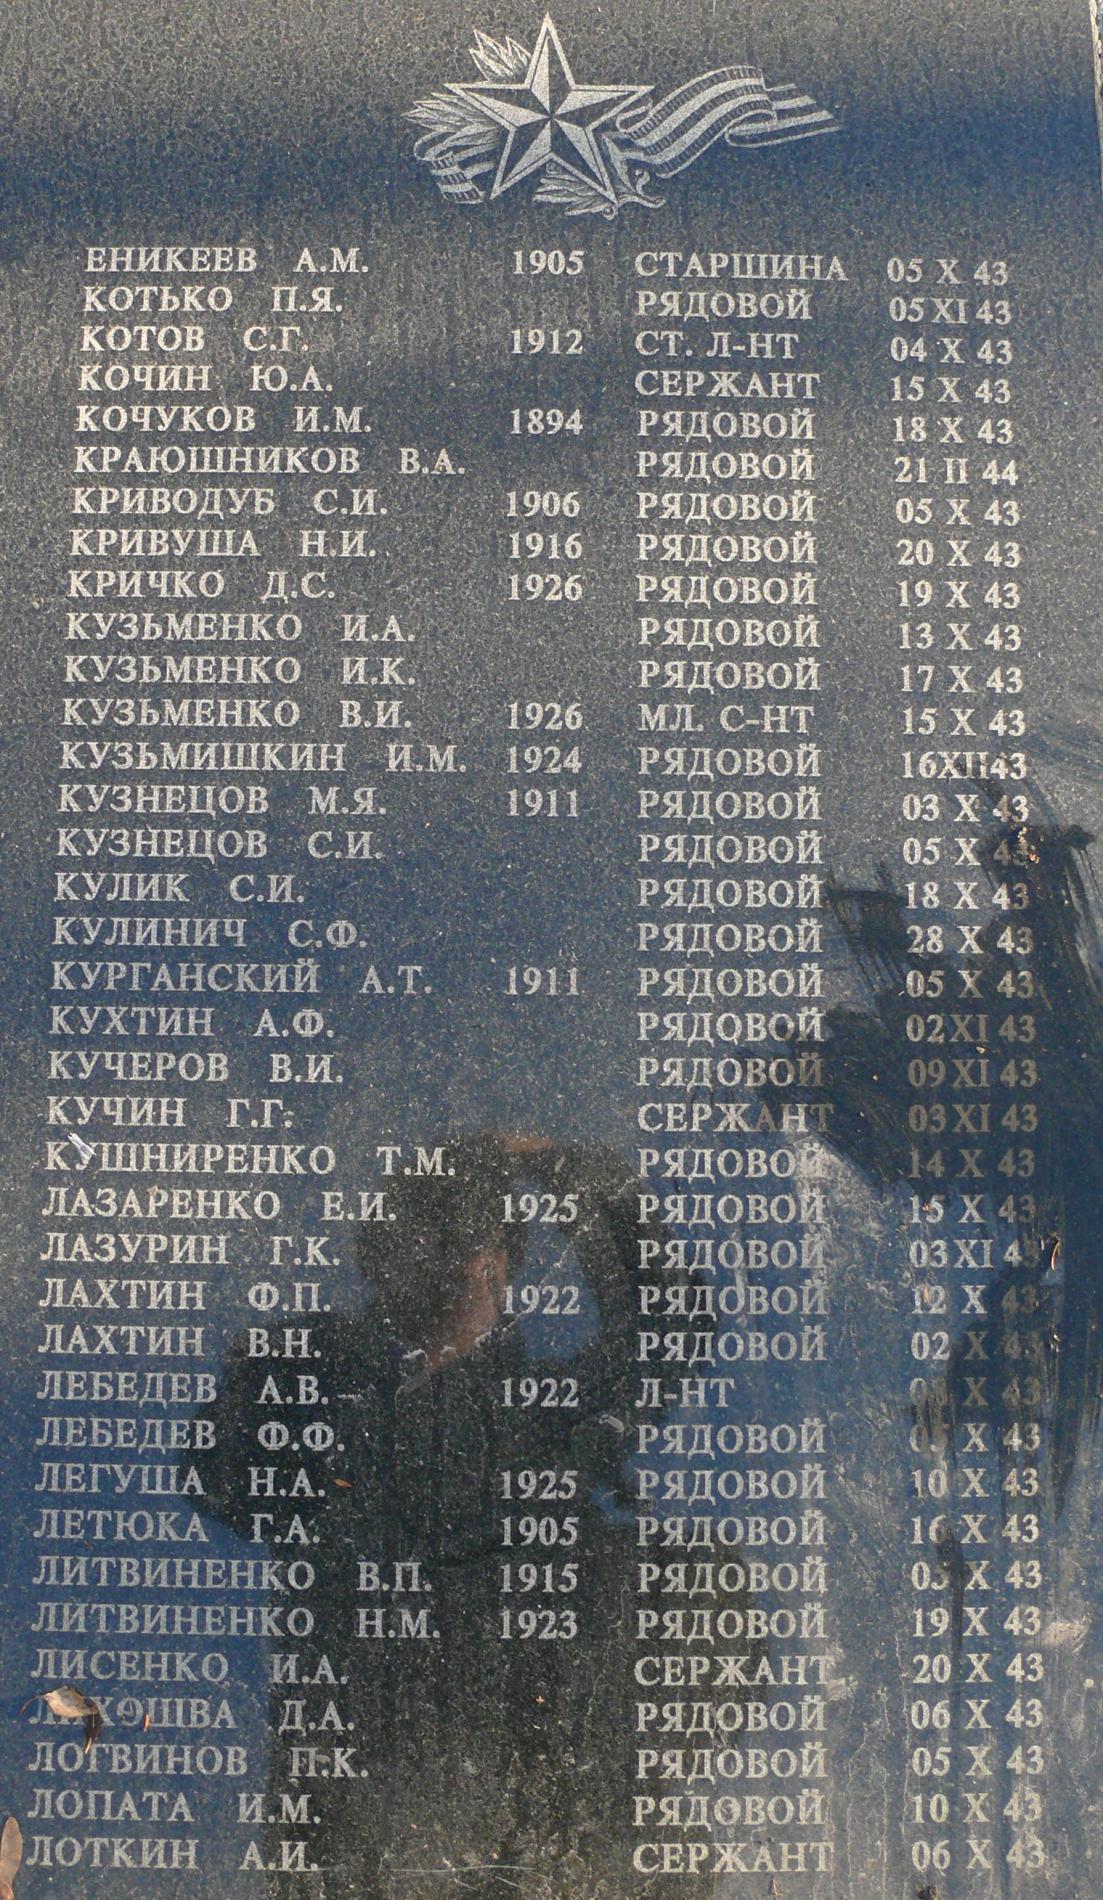 ЕНИКЕЕВ А.М. 1905 СТАРШИНА 05 X 43
КОТЬКО П.Я. РЯДОВОЙ 05 XI 43
КОТОВ С.Г. 1912 СТ. Л-НТ 04 X 43
КОЧИН Ю.А. СЕРЖАНТ 15 X 43
КОЧУКОВ И.М. 1894 РЯДОВОЙ 18 X 43
КРАЮШНИКОВ В.А. РЯДОВОЙ 21 II 44
КРИВОДУБ С.И. 1906 РЯДОВОЙ 05 X 43
КРИВУША Н.И. 1916 РЯДОВОЙ 20 X 43
КРИЧКО Д.С. 1926 РЯДОВОЙ 19 X 43
КУЗЬМЕНКО И.А. РЯДОВОЙ 13 X 43
КУЗЬМЕНКО И.К. РЯДОВОЙ 17 X 43
КУЗЬМЕНКО В.И. 1926 МЛ. С-НТ 15 X 43
КУЗЬМИШКИН И.М. 1924 РЯДОВОЙ 16XII43
КУЗНЕЦОВ М.Я. 1911 РЯДОВОЙ 03 X 43
КУЗНЕЦОВ С.И. РЯДОВОЙ 05 X 43
КУЛИК С.И. РЯДОВОЙ 18 X 43
КУЛИНИЧ С.Ф. РЯДОВОЙ 28 X 43
КУРГАНСКИЙ А.Т. 1911 РЯДОВОЙ 05 X 43
КУХТИН А.Ф. РЯДОВОЙ 02XI 43
КУЧЕРОВ В.И. РЯДОВОЙ 09XI 43
КУЧИН Г.Г. СЕРЖАНТ 03XI 43
КУШНИРЕНКО Т.М. РЯДОВОЙ 14 X 43
ЛАЗАРЕНКО Е.И. 1925 РЯДОВОЙ 15 X 43
ЛАЗУРИН Г.К. РЯДОВОЙ 03XI 43
ЛАХТИН Ф.П. 1922 РЯДОВОЙ 12 X 43
ЛАХТИН В.Н. РЯДОВОЙ 02 X 43
ЛЕБЕДЕВ А.В. 1922 Л-НТ X 43
ЛЕБЕДЕВ Ф.Ф. РЯДОВОЙ X 43
ЛЕГУША Н.А. 1925 РЯДОВОЙ 10 X 43
ЛЕТЮКА Г.А. 1905 РЯДОВОЙ 16 X 43
ЛИТВИНЕНКО В.П. 1915 РЯДОВОЙ X 43
ЛИТВИНЕНКО Н.М. 1923 РЯДОВОЙ 19 X 43
ЛИСЕНКО И.А. СЕРЖАНТ 20 X 43
Д.А. РЯДОВОЙ 06 X 43
ЛОГВИНОВ П.К. РЯДОВОЙ 05 X 43
ЛОПАТА И.М. РЯДОВОЙ 10 X 43
ЛОТКИН А.И. СЕРЖАНТ 06 X 43